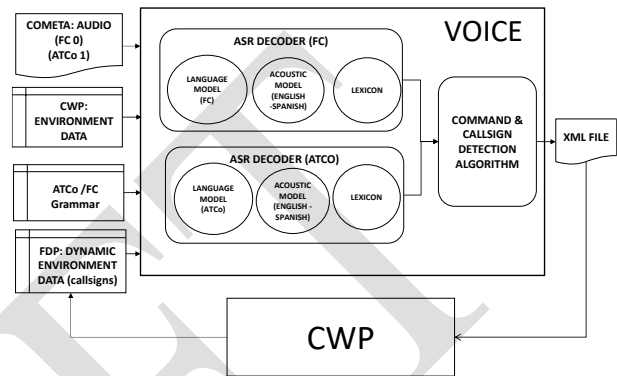 COMETA: AUDIO
(FC 0)
(ATCo 1)
CWP:
ENVIRONMENT
DATA
ATCo /FC
Grammar
FDP: DYNAMIC
ENVIRONMENT
DATA (callsigns)
VOICE
ASR DECODER (FC)
LANGUAGE
MODEL
(FC)
ACOUSTIC
MODEL
(ENGLISH
-SPANISH)
LEXICON
ASR DECODER (ATCO)
LANGUAGE
MODEL
(ATCo)
ACOUSTIC
MODEL
(ENGLISH -
SPANISH)
LEXICON
COMMAND &
CALLSIGN
DETECTION
ALGORITHM
XML FILE
CWP